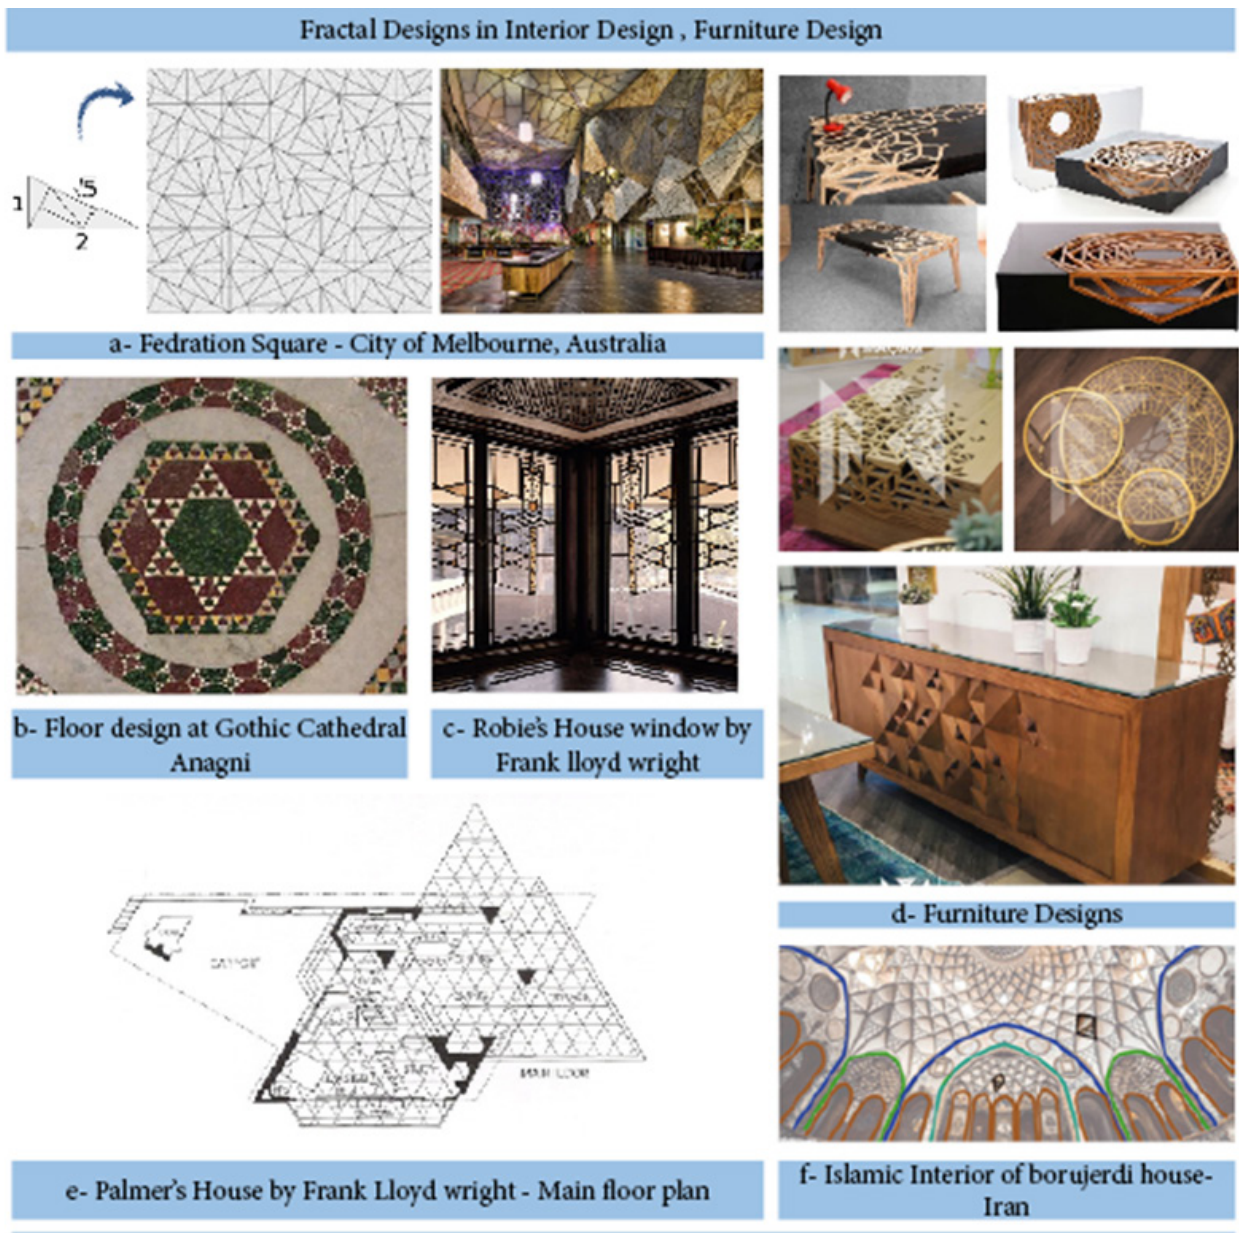 Fractal Designs in Interior Design , Furniture Design
1
'5
2
a- Fedration Square - City of Melbourne, Australia
b- Floor design at Gothic Cathedral
Anagni
c- Robie's House window by
Frank lloyd wright
d- Furniture Designs
MAIN
e- Palmer's House by Frank Lloyd wright - Main floor plan
f- Islamic Interior of borujerdi house-
Iran